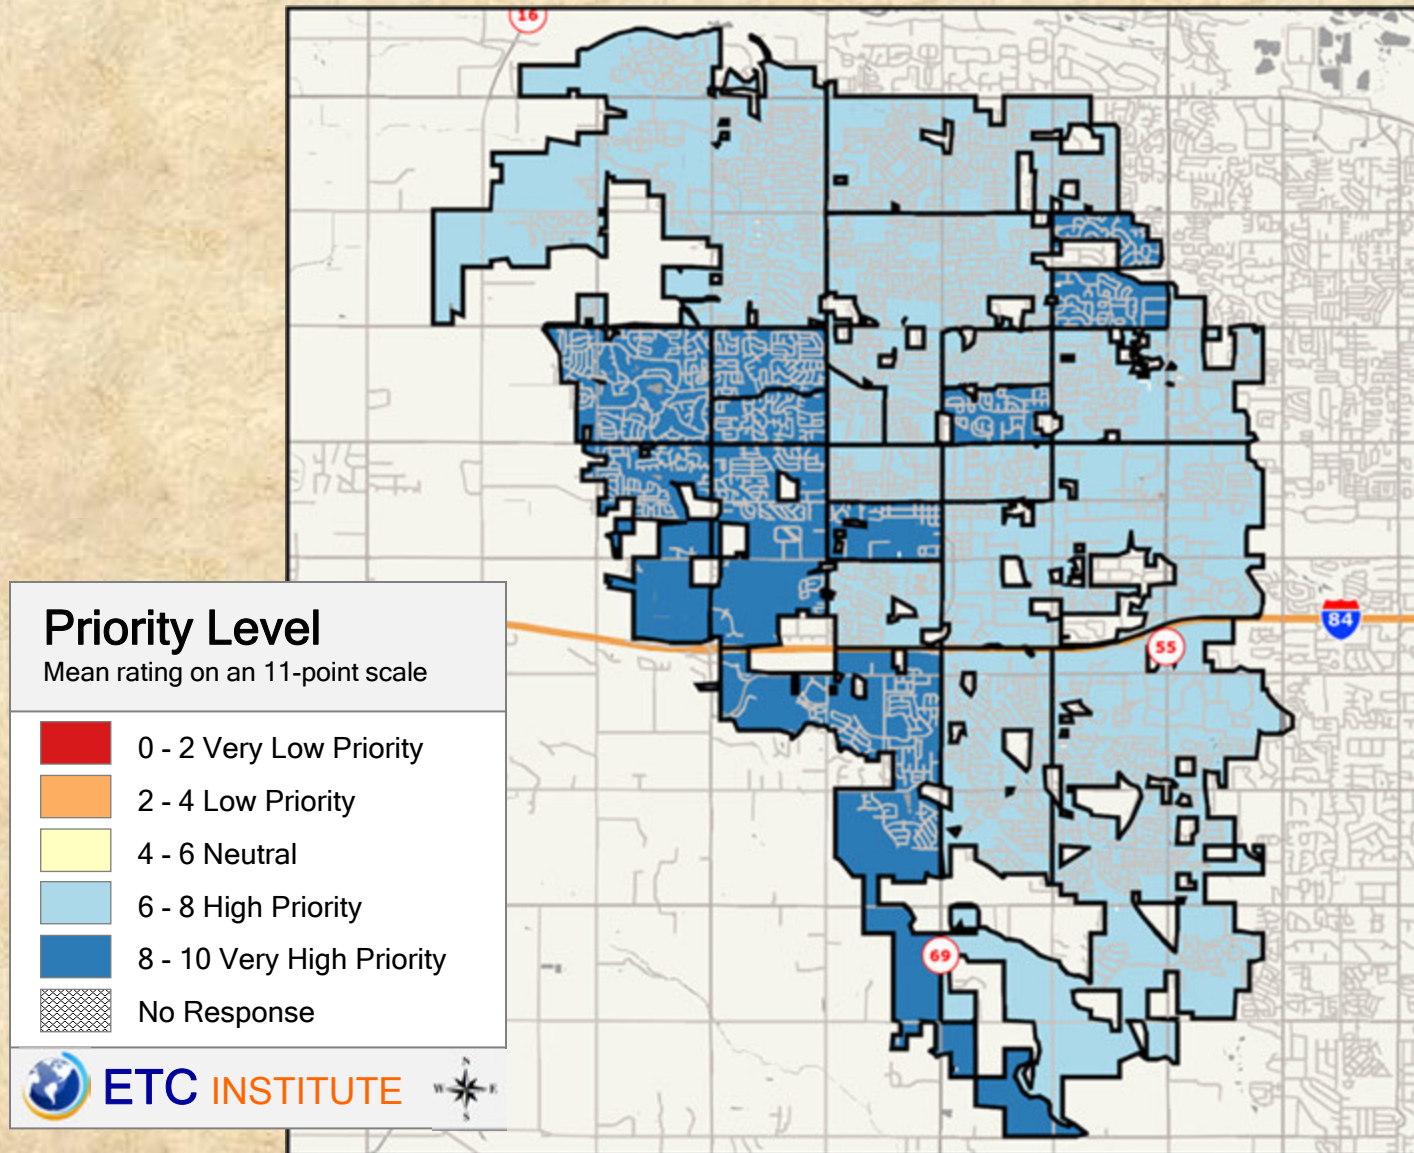 16
84
55
69
Priority Level
Mean rating on an 11-point scale
0 - 2 Very Low Priority
2 - 4 Low Priority
4 - 6 Neutral
6 - 8 High Priority
8 - 10 Very High Priority
No Response
ETC INSTITUTE
N
W E
S